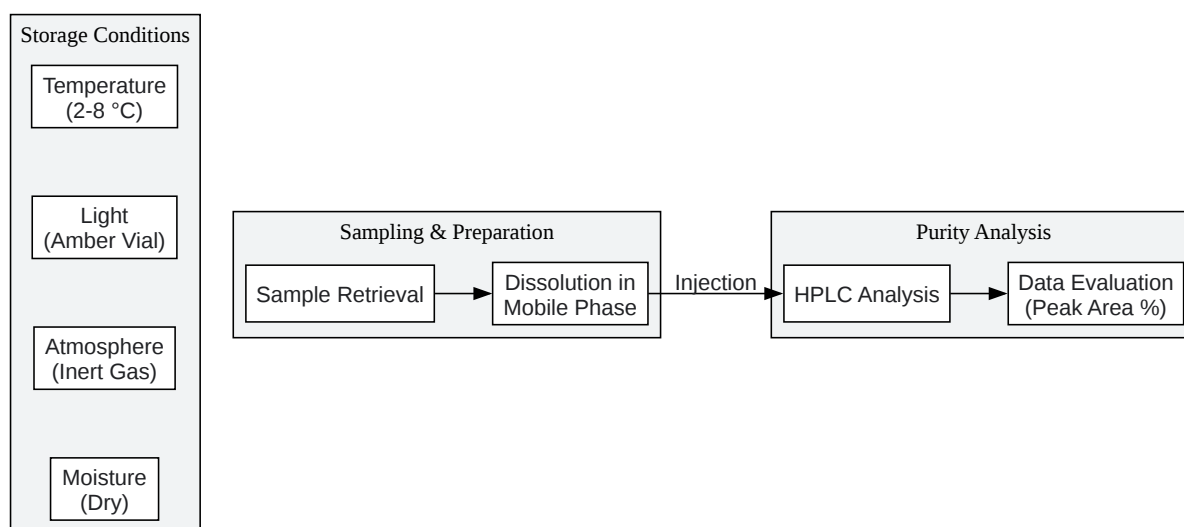 Storage Conditions
Temperature
(2-8 °C)
Light
(Amber Vial)
Atmosphere
(Inert Gas)
Moisture
(Dry)
Sampling & Preparation
Sample Retrieval
Dissolution in
Mobile Phase
Injection
Purity Analysis
HPLC Analysis
Data Evaluation
(Peak Area %)